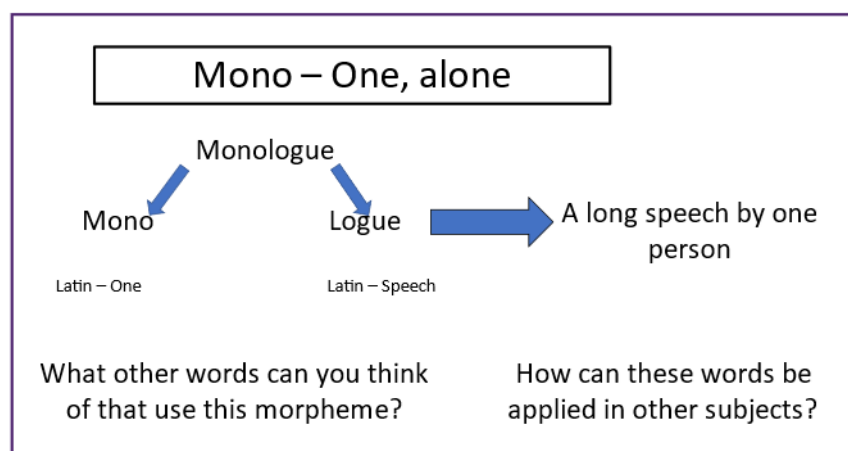 Mono – One, alone
Monologue
Mono
Logue
A long speech by one
person
Latin – One
Latin – Speech
What other words can you think
of that use this morpheme?
How can these words be
applied in other subjects?